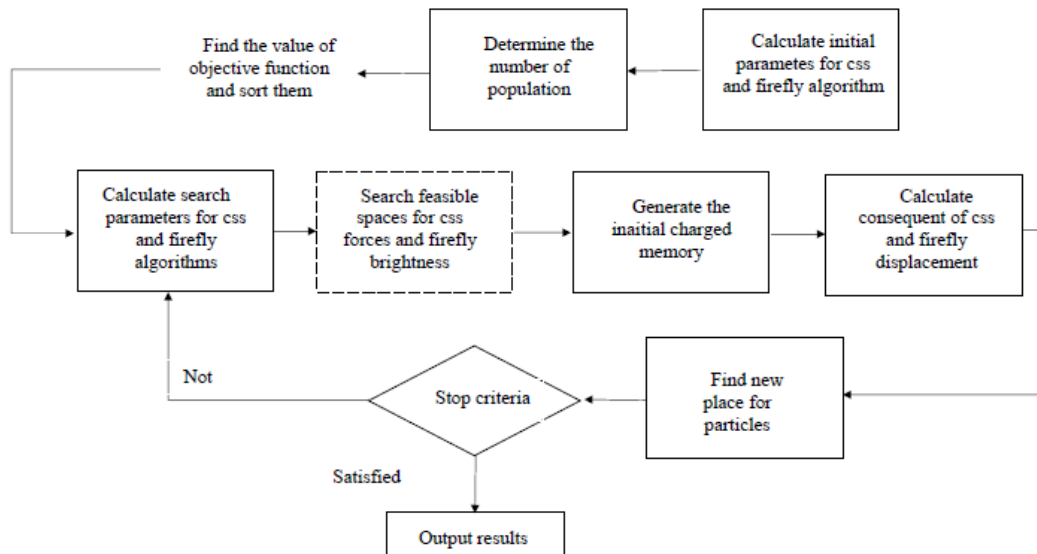 Calculate initial
parametes for css
and firefly algorithm
Determine the
number of
population
Find the value of
objective function
and sort them
Calculate search
parameters for css
and firefly
algorithms
Search feasible
spaces for css
forces and firefly
brightness
Generate the
inaitial charged
memory
Calculate
consequent of css
and firefly
displacement
Find new
place for
particles
Stop criteria
Not
Satisfied
Output results